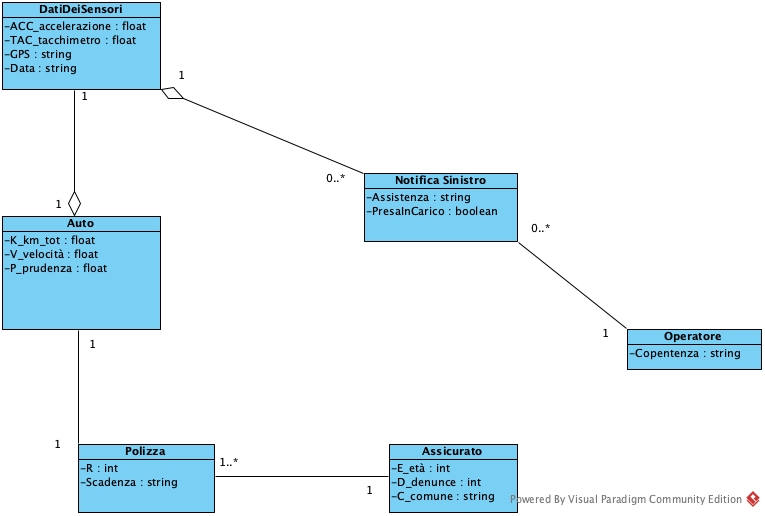 DatiDeiSensori
-ACC_accelerazione : float
-TAC_tacchimetro : float
-GPS : string
-Data : string
1
1
1
0..*
Notifica Sinistro
-Assistenza : string
-PresaInCarico : boolean
Auto
-K_km_tot : float
-V_velocità : float
-P_prudenza : float
0..*
1
Operatore
-Copentenza : string
1
1
Polizza
-R : int
-Scadenza : string
1..*
1
Assicurato
-E_età : int
-D_denunce : int
-C_comune : string
Powered By Visual Paradigm Community Edition